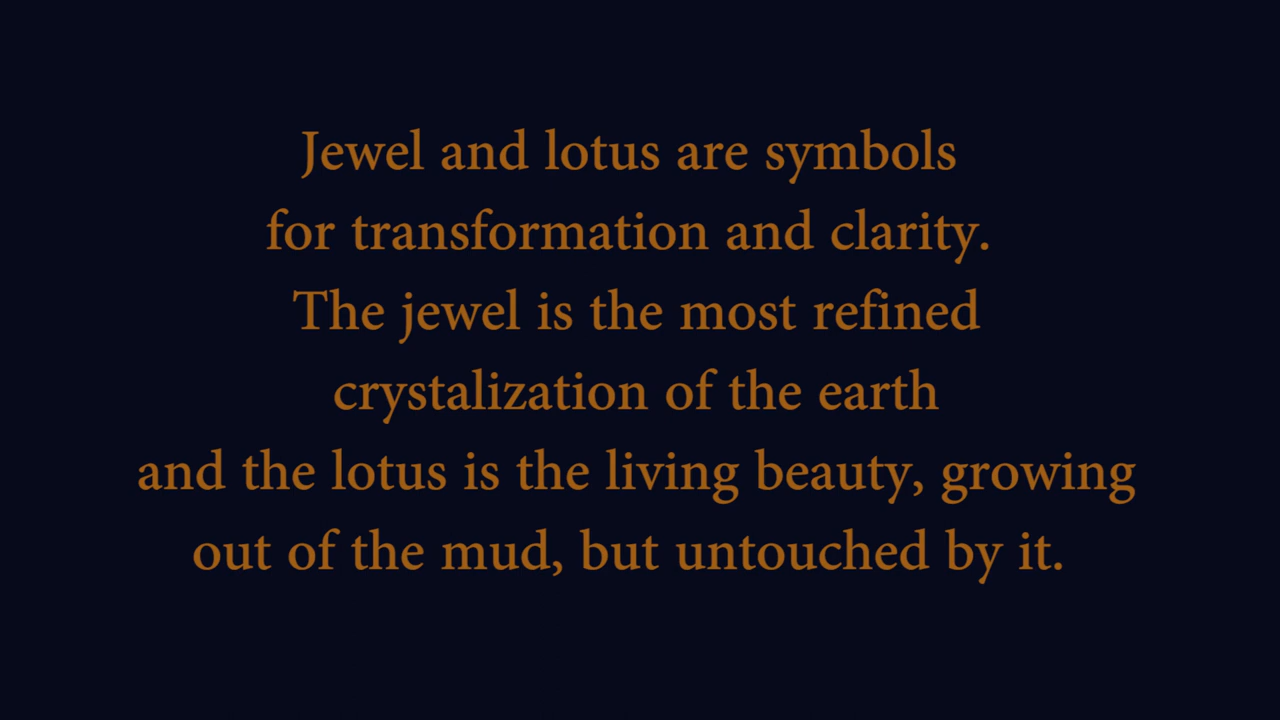 Jewel and lotus are symbols
for transformation and clarity.
The jewel is the most refined
crystalization of the earth
and the lotus is the living beauty, growing
out of the mud, but untouched by it.